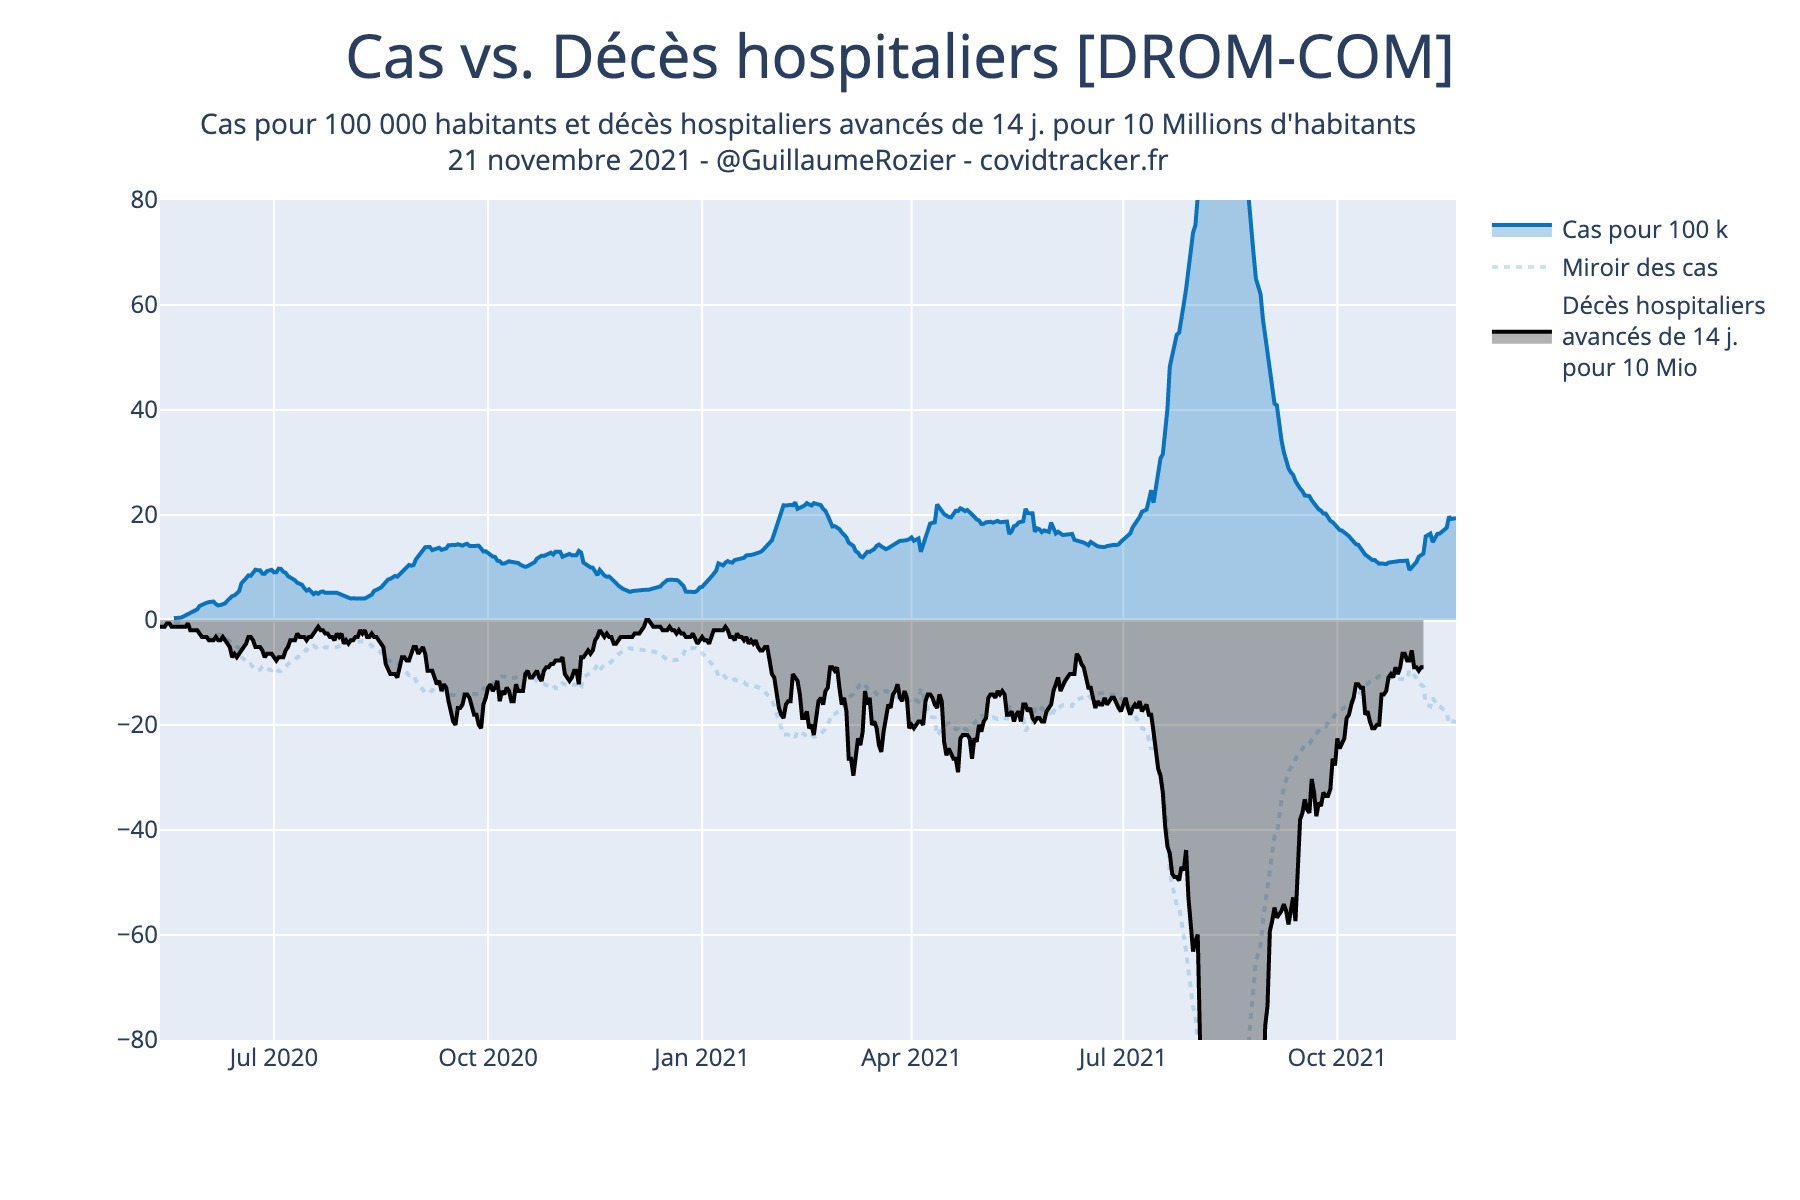 Cas vs. Décès hospitaliers [DROM-COM]
Cas pour 100 000 habitants et décès hospitaliers avancés de 14 j. pour 10 Millions d'habitants
21 novembre 2021 - @GuillaumeRozier - covidtracker.fr
80
60
40
20
0
−20
−40
−60
−80
Jul 2020
Oct 2020
Jan 2021
Apr 2021
Jul 2021
Oct 2021
Cas pour 100 k
Miroir des cas
Décès hospitaliers
avancés de 14 j.
pour 10 Mio